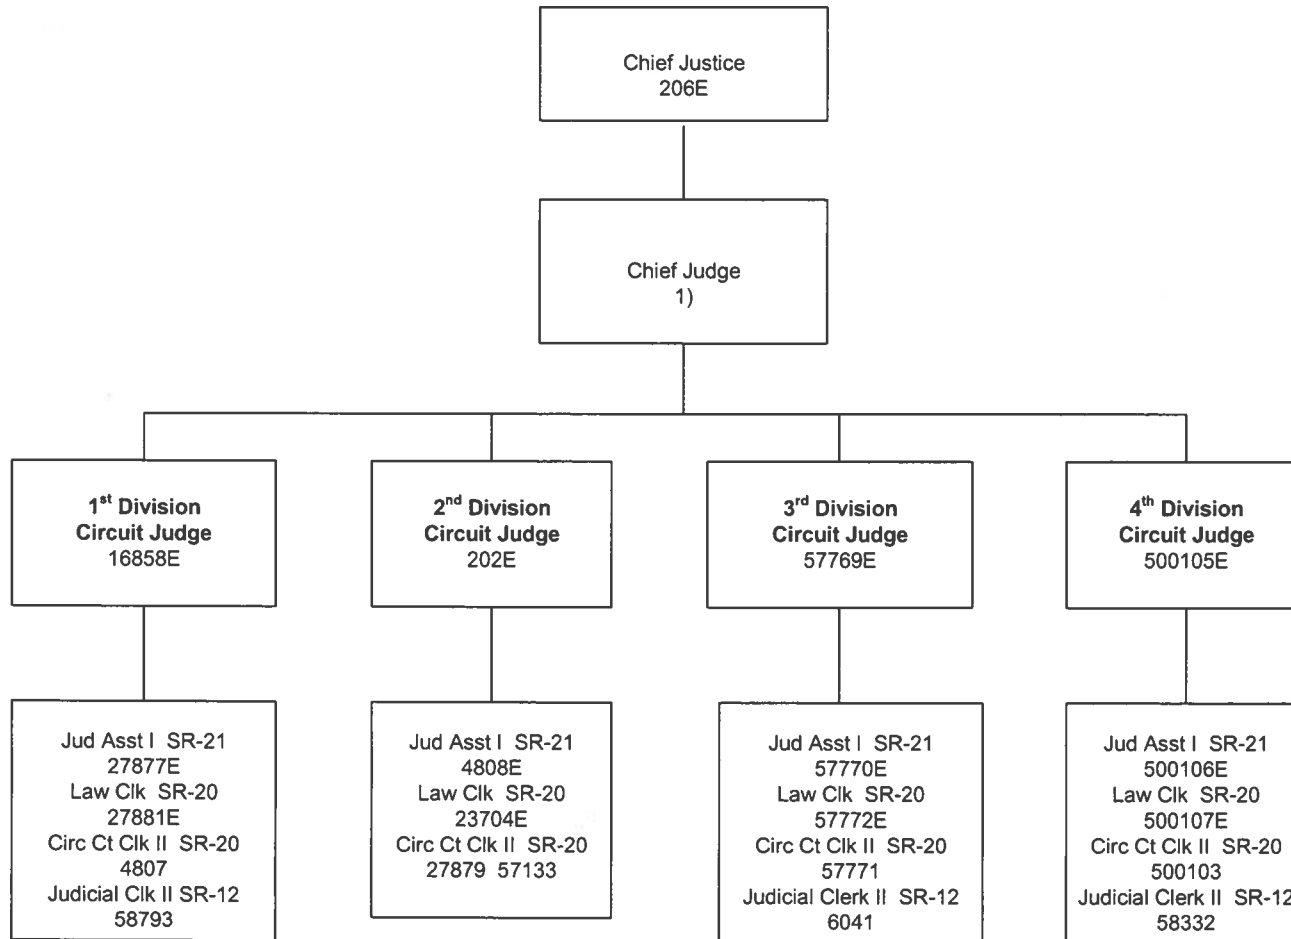 Chief Justice
206E
Chief Judge
1)
1st Division
Circuit Judge
16858E
2nd Division
Circuit Judge
202E
3rd Division
Circuit Judge
57769E
4th Division
Circuit Judge
500105E
Jud Asst I SR-21
27877E
Law Clk SR-20
27881E
Circ Ct Clk II SR-20
4807
Judicial Clk II SR-12
58793
Jud Asst I SR-21
4808E
Law Clk SR-20
23704E
Circ Ct Clk II SR-20
27879 57133
Jud Asst I SR-21
57770E
Law Clk SR-20
57772E
Circ Ct Clk II SR-20
57771
Judicial Clerk II SR-12
6041
Jud Asst I SR-21
500106E
Law Clk SR-20
500107E
Circ Ct Clk II SR-20
500103
Judicial Clerk II SR-12
58332